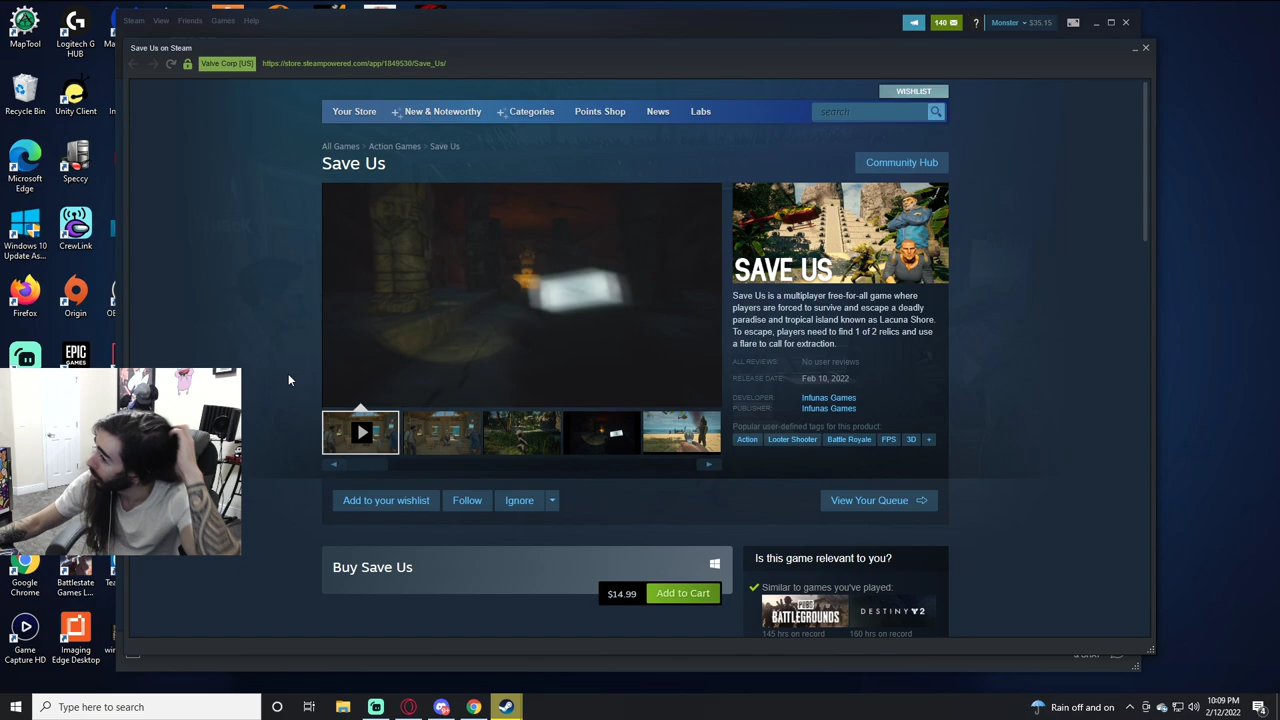 Steam View Friends Games Help
140
?
Monster $35.15
Save Us on Steam
Valve Corp [US] https://store.steampowered.com/app/1849530/Save_Us/
WISHLIST
Your Store New & Noteworthy Categories Points Shop News Labs search
All Games > Action Games > Save Us
Save Us
Community Hub
SAVE US
Save Us is a multiplayer free-for-all game where
players are forced to survive and escape a deadly
paradise and tropical island known as Lacuna Shore.
To escape, players need to find 1 of 2 relics and use
a flare to call for extraction.
ALL REVIEWS: No user reviews
RELEASE DATE: Feb 10, 2022
DEVELOPER: Infunas Games
PUBLISHER: Infunas Games
Popular user-defined tags for this product:
Action Looter Shooter Battle Royale FPS 3D +
Add to your wishlist Follow Ignore
View Your Queue
Buy Save Us
$14.99 Add to Cart
Is this game relevant to you?
Similar to games you've played:
PUBG
BATTLEGROUNDS
DESTINY 2
145 hrs on record 160 hrs on record
MapTool
Logitech G
HUB
Recycle Bin
Unity Client
Microsoft
Edge
Speccy
Windows 10
Update As...
CrewLink
Firefox
Origin
EPIC
GAMES
Google
Chrome
Battlestate
Games L...
Game
Capture HD
Imaging
Edge Desktop
Type here to search
Rain off and on
10:09 PM
2/12/2022
4